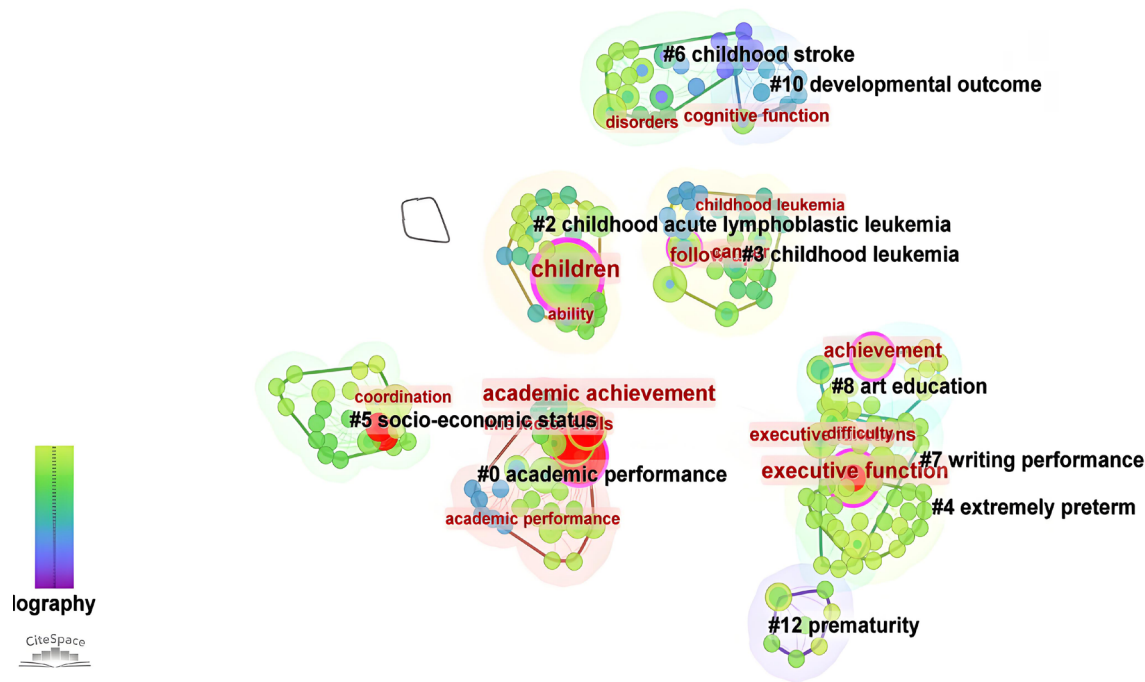 #6 childhood stroke
#10 developmental outcome
disorders
cognitive function
childhood leukemia
#2 childhood acute lymphoblastic leukemia
#3 childhood leukemia
children
ability
achievement
#8 art education
coordination
academic achievement
#5 socio-economic status
skills
difficulty
#0 academic performance
executive function
#7 writing performance
#4 extremely preterm
academic performance
lography
#12 prematurity
CiteSpace